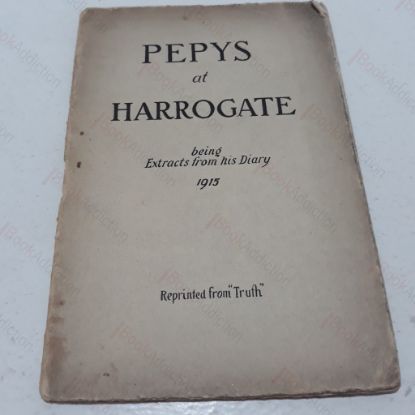 PEPYS
at
HARROGATE
being
Extracts from his Diary
1915
Reprinted from "Truth"